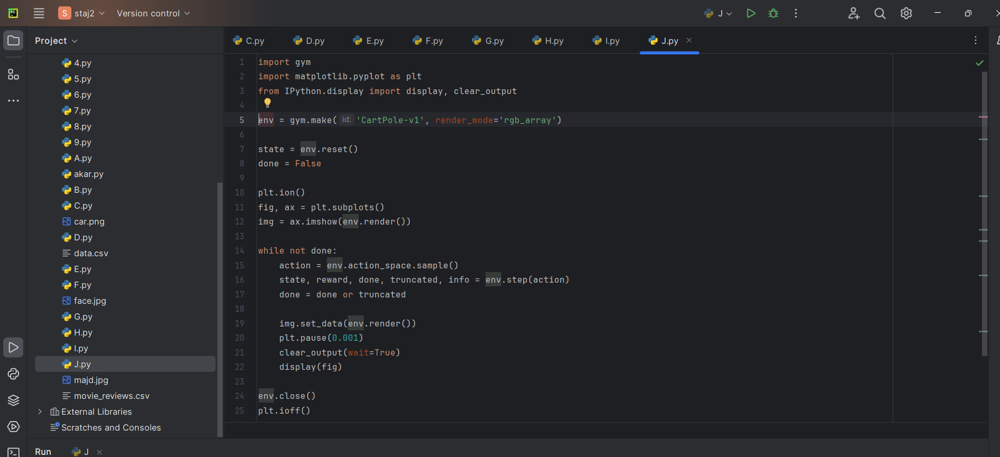 PC
S staj2 Version control J
Project C.py D.py E.py F.py G.py H.py I.py J.py
4.py
5.py
6.py
7.py
8.py
9.py
A.py
akar.py
B.py
C.py
car.png
D.py
data.csv
E.py
F.py
face.jpg
G.py
H.py
I.py
J.py
majd.jpg
movie_reviews.csv
External Libraries
Scratches and Consoles
1 import gym
2 import matplotlib.pyplot as plt
3 from IPython.display import display, clear_output
4
5 env = gym.make( id: 'CartPole-v1', render_mode='rgb_array')
6
7 state = env.reset()
8 done = False
9
10 plt.ion()
11 fig, ax = plt.subplots()
12 img = ax.imshow(env.render())
13
14 while not done:
15     action = env.action_space.sample()
16     state, reward, done, truncated, info = env.step(action)
17     done = done or truncated
18
19     img.set_data(env.render())
20     plt.pause(0.001)
21     clear_output(wait=True)
22     display(fig)
23
24 env.close()
25 plt.ioff()
Run J